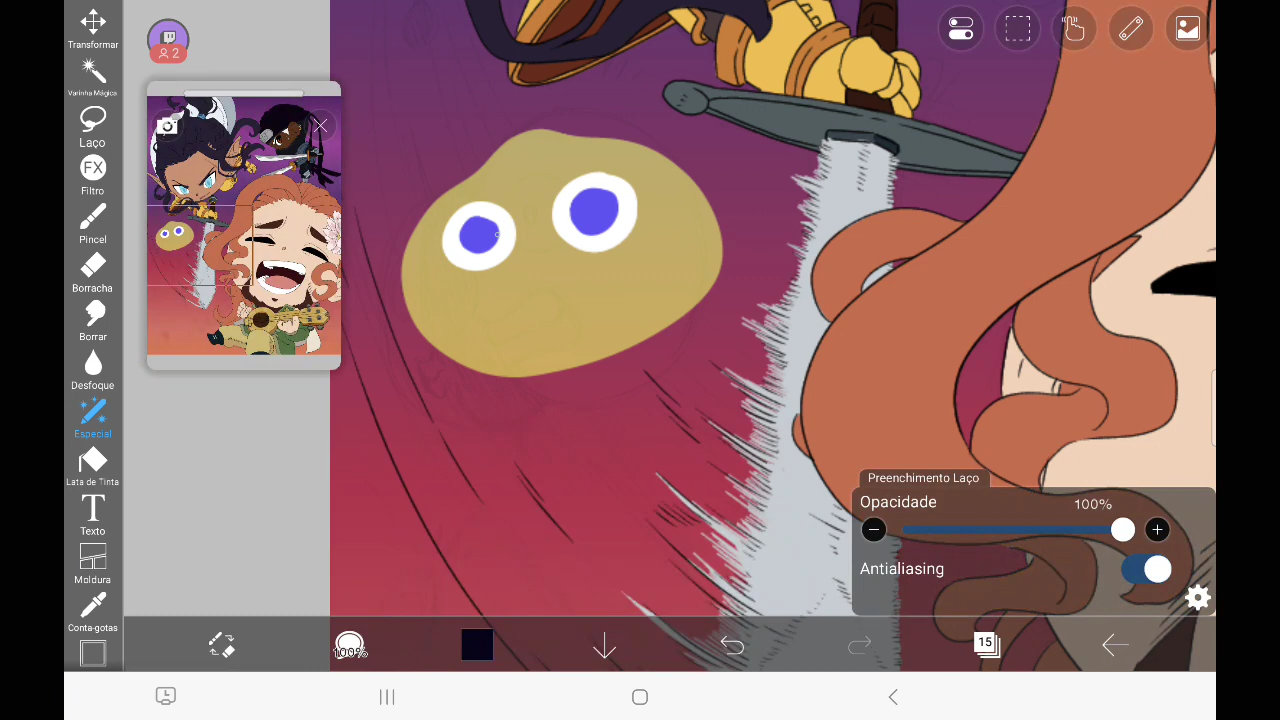 2
Transformar
Varinha Mágica
Laço
FX
Filtro
Pincel
Borracha
Borrar
Desfoque
Especial
Lata de Tinta
T
Texto
Moldura
Conta-gotas
Preenchimento Laço
Opacidade
100%
Antialiasing
100%
15